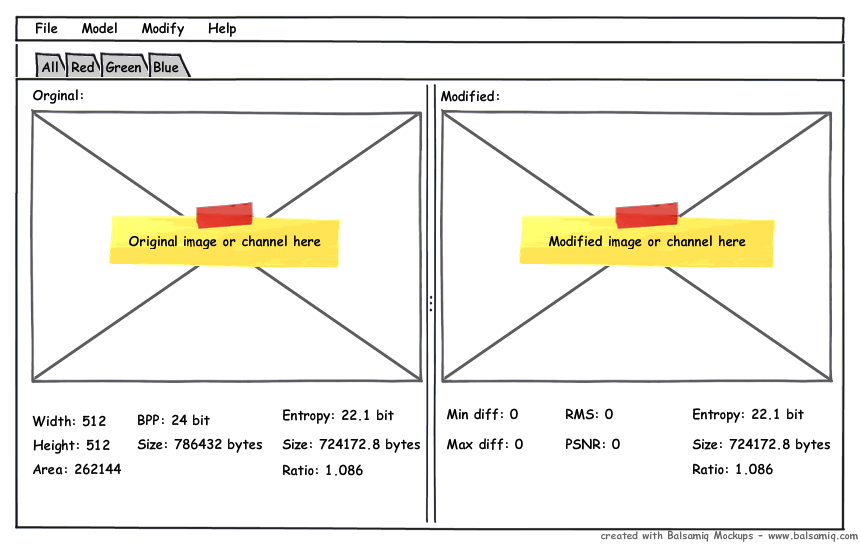 File Model Modify Help
All Red Green Blue
Orginal:
Original image or channel here
Width: 512 BPP: 24 bit Entropy: 22.1 bit
Height: 512 Size: 786432 bytes Size: 724172.8 bytes
Area: 262144 Ratio: 1.086
Modified:
Modified image or channel here
Min diff: 0 RMS: 0 Entropy: 22.1 bit
Max diff: 0 PSNR: 0 Size: 724172.8 bytes
Ratio: 1.086
created with Balsamiq Mockups - www.balsamiq.com